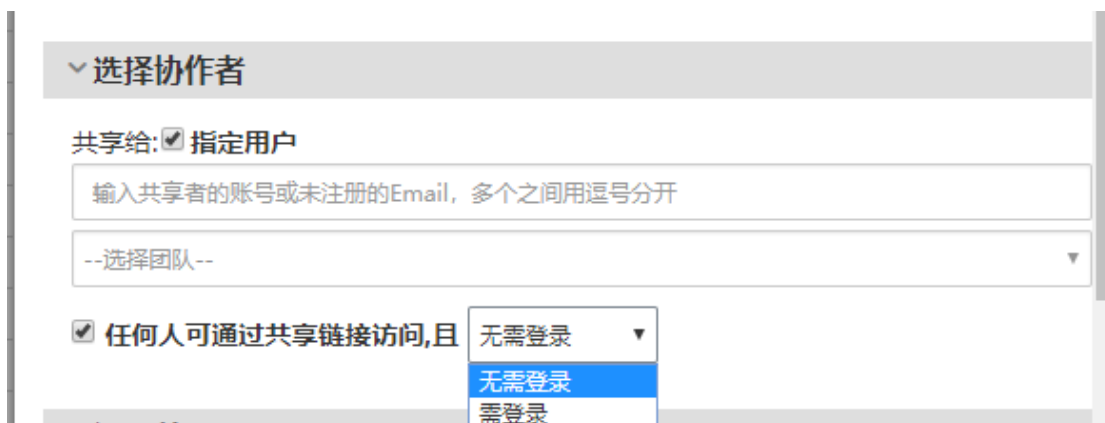 选择协作者
共享给: 指定用户
输入共享者的账号或未注册的Email，多个之间用逗号分开
--选择团队--
任何人可通过共享链接访问,且 无需登录
无需登录
需登录